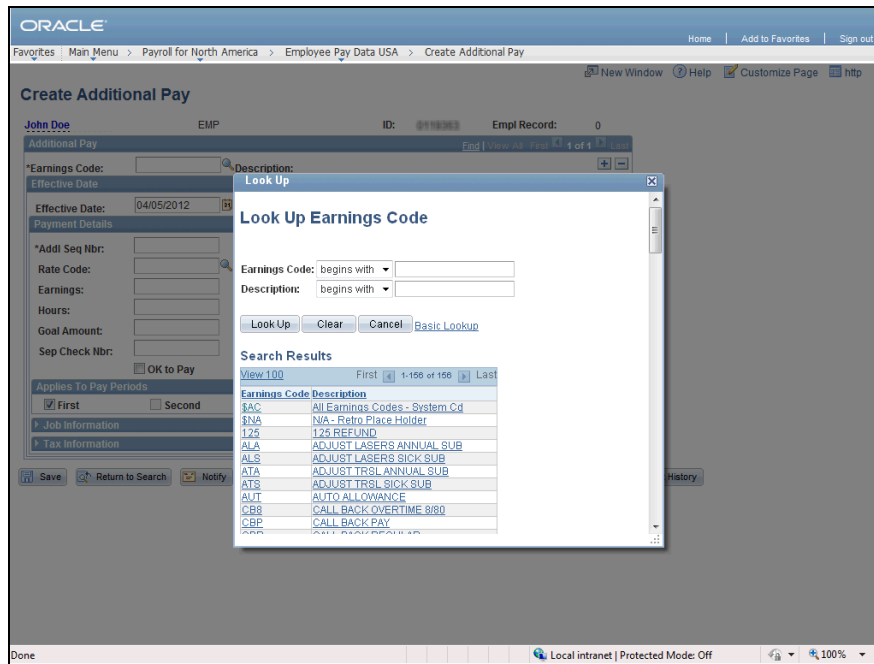 ORACLE
Home | Add to Favorites | Sign out
Favorites Main Menu > Payroll for North America > Employee Pay Data USA > Create Additional Pay
New Window Help Customize Page http
Create Additional Pay
John Doe EMP ID: Empl Record: 0
Additional Pay Find | View All First 1 of 1 Last
*Earnings Code: Description:
Effective Date
Effective Date: 04/05/2012
Payment Details
*Addl Seq Nbr:
Rate Code:
Earnings:
Hours:
Goal Amount:
Sep Check Nbr:
OK to Pay
Applies To Pay Periods
First Second
Job Information
Tax Information
Save Return to Search Notify History
Look Up
Look Up Earnings Code
Earnings Code: begins with
Description: begins with
Look Up Clear Cancel Basic Lookup
Search Results
View 100 First 1-156 of 156 Last
Earnings Code Description
$AC All Earnings Codes - System Cd
$NA N/A - Retro Place Holder
125 125 REFUND
ALA ADJUST LASERS ANNUAL SUB
ALS ADJUST LASERS SICK SUB
ATA ADJUST TRSL ANNUAL SUB
ATS ADJUST TRSL SICK SUB
AUT AUTO ALLOWANCE
CB8 CALL BACK OVERTIME 8/80
CBP CALL BACK PAY
CALL BACK REGULAR
Done Local intranet | Protected Mode: Off 100%